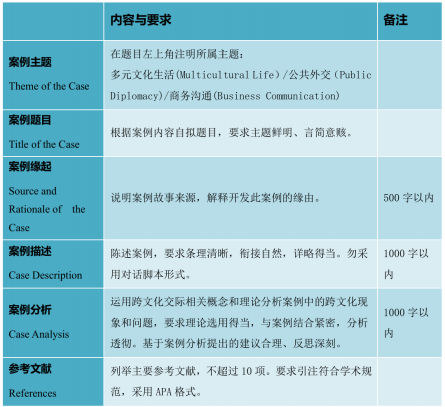 内容与要求
备注
案例主题
Theme of the Case
在题目左上角注明所属主题：
多元文化生活(Multicultural Life)/公共外交（Public
Diplomacy)/商务沟通(Business Communication)
案例题目
Title of the Case
根据案例内容自拟题目，要求主题鲜明、言简意赅。
案例缘起
Source and
Rationale of the
Case
说明案例故事来源，解释开发此案例的缘由。
500 字以内
案例描述
Case Description
陈述案例，要求条理清晰，衔接自然，详略得当。勿采
用对话脚本形式。
1000 字以
内
案例分析
Case Analysis
运用跨文化交际相关概念和理论分析案例中的跨文化现
象和问题，要求理论选用得当，与案例结合紧密，分析
透彻。基于案例分析提出的建议合理、反思深刻。
1000 字以
内
参考文献
References
列举主要参考文献，不超过 10 项。要求引注符合学术规
范，采用 APA 格式。